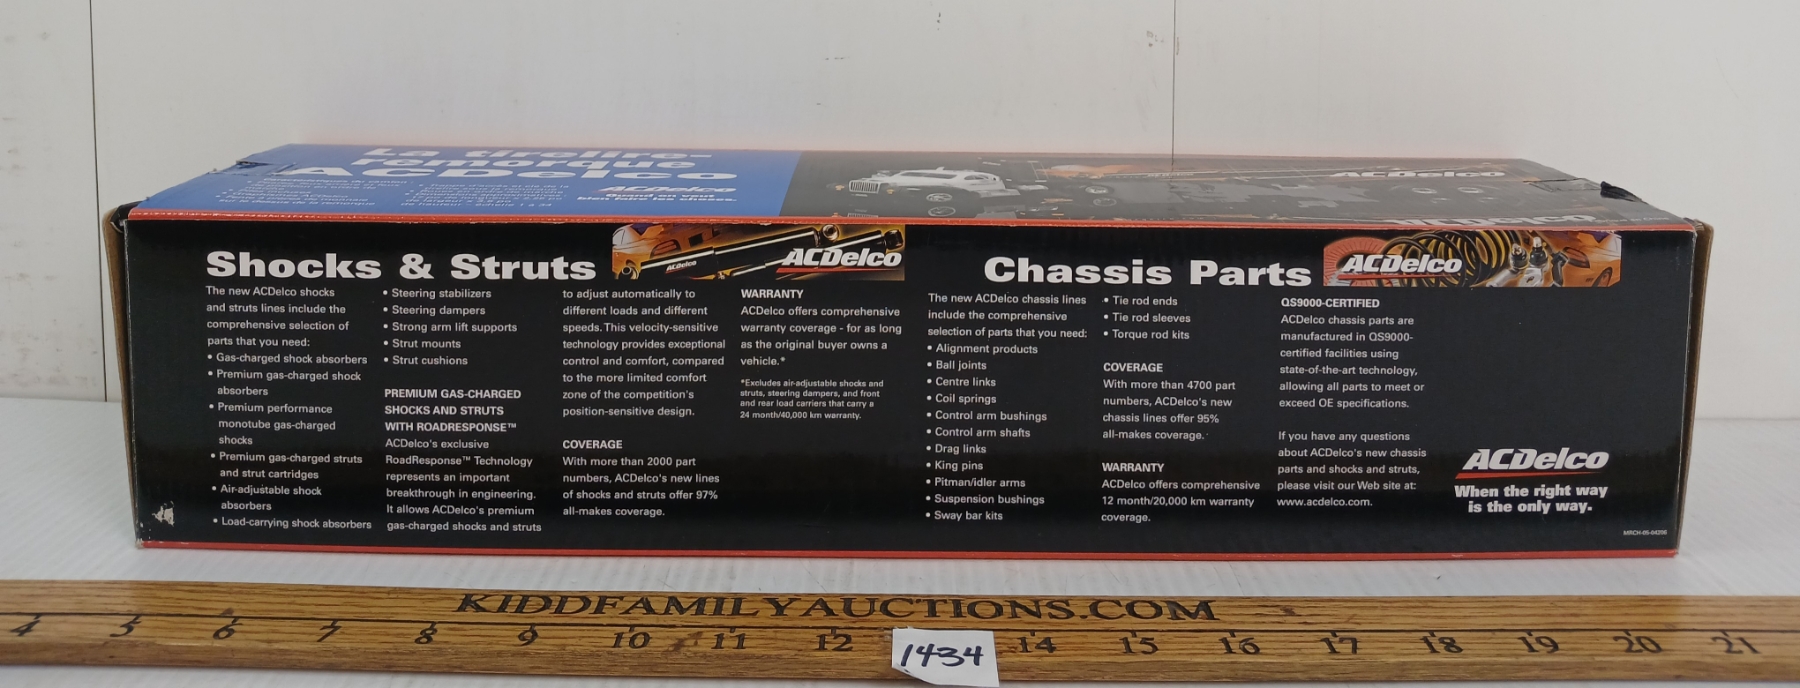 La tirelire-
remorque
ACDelco
ACDelco
Quand on veut
bien faire les choses.
ACDelco
ACDelco
Shocks & Struts
ACDelco
ACDelco
The new ACDelco shocks
and struts lines include the
comprehensive selection of
parts that you need:
• Gas-charged shock absorbers
• Premium gas-charged shock
absorbers
• Premium performance
monotube gas-charged
shocks
• Premium gas-charged struts
and strut cartridges
• Air-adjustable shock
absorbers
• Load-carrying shock absorbers
• Steering stabilizers
• Steering dampers
• Strong arm lift supports
• Strut mounts
• Strut cushions
PREMIUM GAS-CHARGED
SHOCKS AND STRUTS
WITH ROADRESPONSE™
ACDelco's exclusive
RoadResponse™ Technology
represents an important
breakthrough in engineering.
It allows ACDelco's premium
gas-charged shocks and struts
to adjust automatically to
different loads and different
speeds. This velocity-sensitive
technology provides exceptional
control and comfort, compared
to the more limited comfort
zone of the competition's
position-sensitive design.
COVERAGE
With more than 2000 part
numbers, ACDelco's new lines
of shocks and struts offer 97%
all-makes coverage.
WARRANTY
ACDelco offers comprehensive
warranty coverage - for as long
as the original buyer owns a
vehicle.*
*Excludes air-adjustable shocks and
struts, steering dampers, and front
and rear load carriers that carry a
24 month/40,000 km warranty.
Chassis Parts
ACDelco
The new ACDelco chassis lines
include the comprehensive
selection of parts that you need:
• Alignment products
• Ball joints
• Centre links
• Coil springs
• Control arm bushings
• Control arm shafts
• Drag links
• King pins
• Pitman/idler arms
• Suspension bushings
• Sway bar kits
• Tie rod ends
• Tie rod sleeves
• Torque rod kits
COVERAGE
With more than 4700 part
numbers, ACDelco's new
chassis lines offer 95%
all-makes coverage.
WARRANTY
ACDelco offers comprehensive
12 month/20,000 km warranty
coverage.
QS9000-CERTIFIED
ACDelco chassis parts are
manufactured in QS9000-
certified facilities using
state-of-the-art technology,
allowing all parts to meet or
exceed OE specifications.
If you have any questions
about ACDelco's new chassis
parts and shocks and struts,
please visit our Web site at:
www.acdelco.com.
ACDelco
When the right way
is the only way.
KIDDFAMILYAUCTIONS.COM
4 5 6 7 8 9 10 11 12 14 15 16 17 18 19 20 21
1434